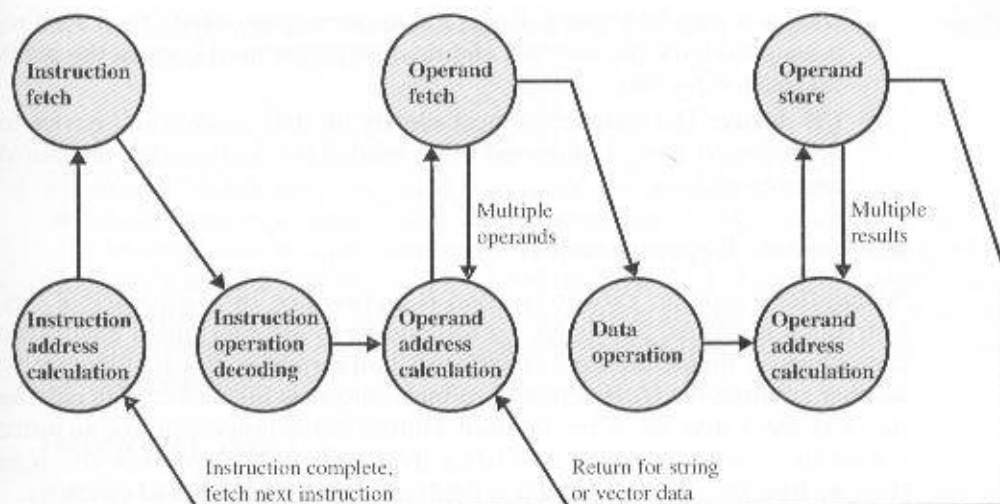 Instruction
fetch
Operand
fetch
Operand
store
Multiple
operands
Multiple
results
Instruction
address
calculation
Instruction
operation
decoding
Operand
address
calculation
Data
operation
Operand
address
calculation
Instruction complete,
fetch next instruction
Return for string
or vector data